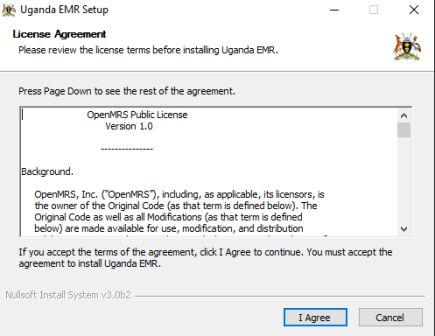 Uganda EMR Setup
License Agreement
Please review the license terms before installing Uganda EMR.
Press Page Down to see the rest of the agreement.
OpenMRS Public License
Version 1.0
---------------
Background.
OpenMRS, Inc. ("OpenMRS"), including, as applicable, its licensors, is
the owner of the Original Code (as that term is defined below). The
Original Code as well as all Modifications (as that term is defined
below) are made available for use, modification, and distribution
If you accept the terms of the agreement, click I Agree to continue. You must accept the
agreement to install Uganda EMR.
Nullsoft Install System v3.0b2
I Agree
Cancel